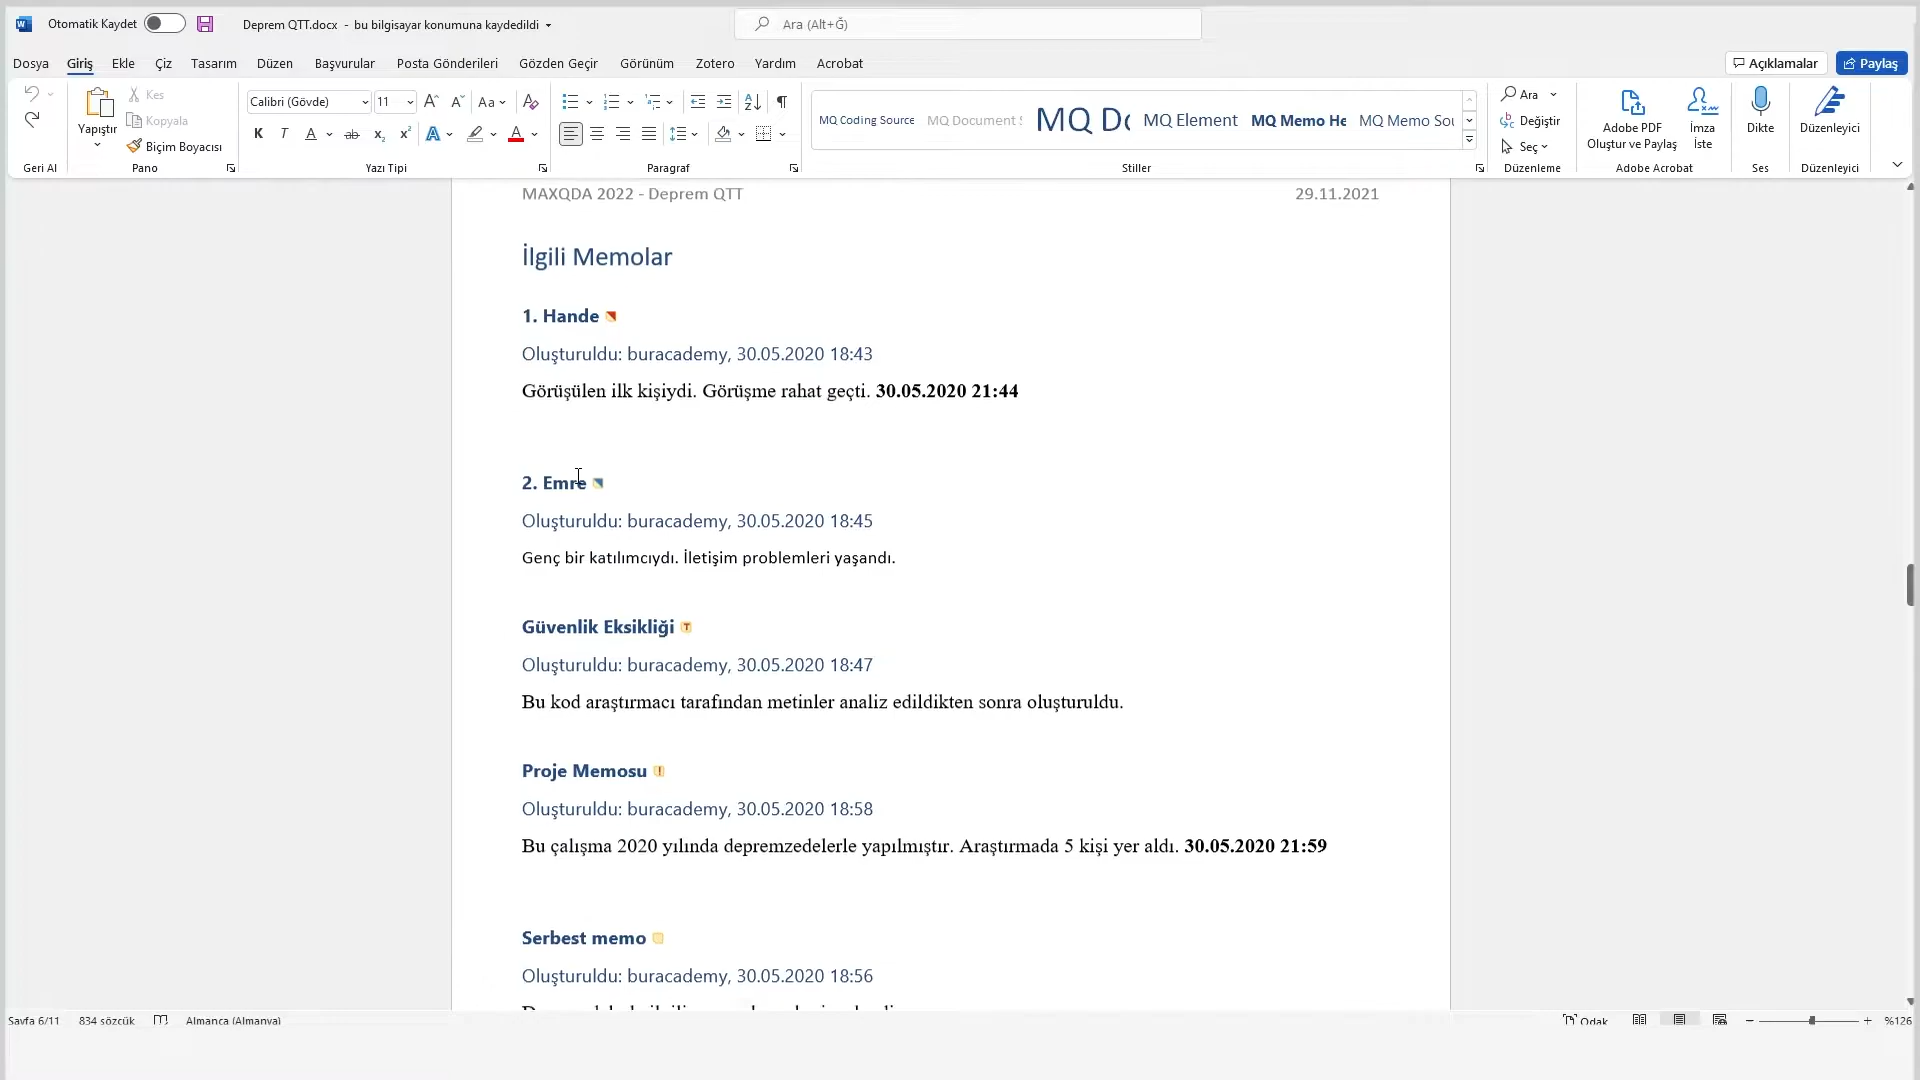 Otomatik Kaydet
Deprem QTT.docx - bu bilgisayar konumuna kaydedildi
Ara (Alt+Ğ)
Dosya Giriş Ekle Çiz Tasarım Düzen Başvurular Posta Gönderileri Gözden Geçir Görünüm Zotero Yardım Acrobat
Açıklamalar Paylaş
Yapıştır
Kes
Kopyala
Biçim Boyacısı
Calibri (Gövde) 11
MQ Coding Source MQ Document MQ Dc MQ Element MQ Memo He MQ Memo Sou
Ara
Değiştir
Seç
Adobe PDF
Oluştur ve Paylaş
İmza
İste
Dikte
Düzenleyici
Geri Al Pano Yazı Tipi Paragraf Stiller Düzenleme Adobe Acrobat Ses Düzenleyici
MAXQDA 2022 - Deprem QTT 29.11.2021
İlgili Memolar
1. Hande
Oluşturuldu: buracademy, 30.05.2020 18:43
Görüşülen ilk kişiydi. Görüşme rahat geçti. 30.05.2020 21:44
2. Emre
Oluşturuldu: buracademy, 30.05.2020 18:45
Genç bir katılımcıydı. İletişim problemleri yaşandı.
Güvenlik Eksikliği
Oluşturuldu: buracademy, 30.05.2020 18:47
Bu kod araştırmacı tarafından metinler analiz edildikten sonra oluşturuldu.
Proje Memosu
Oluşturuldu: buracademy, 30.05.2020 18:58
Bu çalışma 2020 yılında depremzedelerle yapılmıştır. Araştırmada 5 kişi yer aldı. 30.05.2020 21:59
Serbest memo
Oluşturuldu: buracademy, 30.05.2020 18:56
Sayfa 6/11 834 sözcük Almanca (Almanya) Odak %126